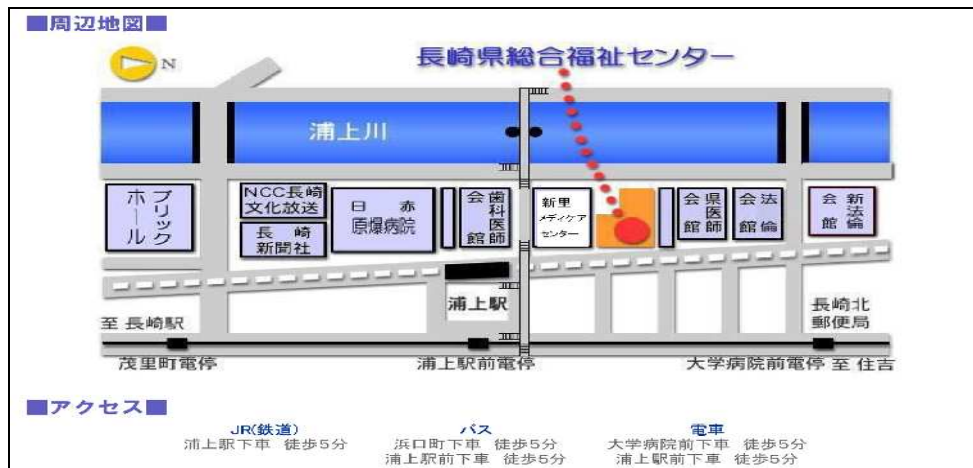 ■周辺地図■
N
長崎県総合福祉センター
浦上川
ブリック
ホール
NCC長崎
文化放送
長崎
新聞社
日赤
原爆病院
歯科医師
会館
新里
メディケア
センター
県医師
会館
法倫
会館
新法倫
会館
浦上駅
至 長崎駅
長崎北
郵便局
茂里町電停
浦上駅前電停
大学病院前電停 至 住吉
■アクセス■
JR(鉄道)
浦上駅下車 徒歩5分
バス
浜口町下車 徒歩5分
浦上駅前下車 徒歩5分
電車
大学病院前下車 徒歩5分
浦上駅前下車 徒歩5分